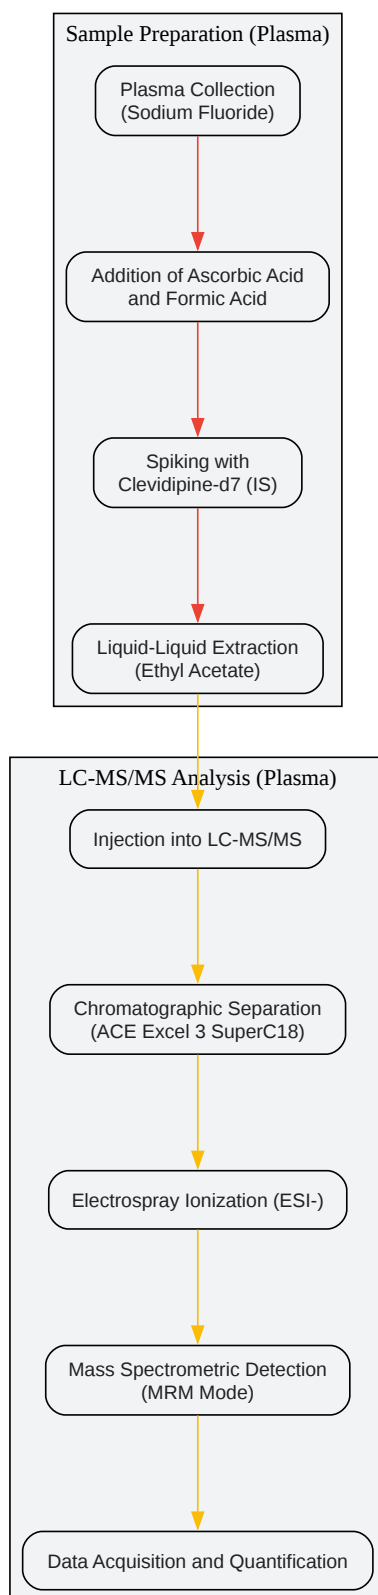 Sample Preparation (Plasma)
Plasma Collection
(Sodium Fluoride)
Addition of Ascorbic Acid
and Formic Acid
Spiking with
Clevidipine-d7 (IS)
Liquid-Liquid Extraction
(Ethyl Acetate)
LC-MS/MS Analysis (Plasma)
Injection into LC-MS/MS
Chromatographic Separation
(ACE Excel 3 SuperC18)
Electrospray Ionization (ESI-)
Mass Spectrometric Detection
(MRM Mode)
Data Acquisition and Quantification